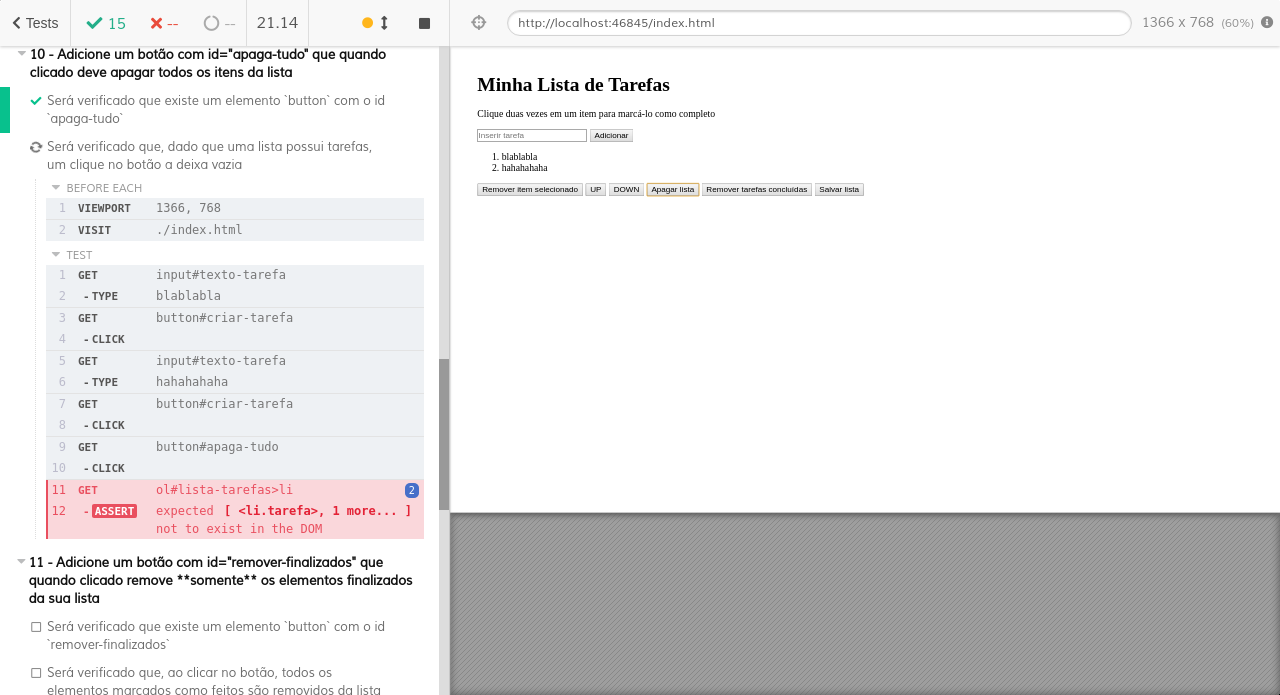 Tests
15
--
--
21.14
http://localhost:46845/index.html
1366 x 768 (60%)
10 - Adicione um botão com id="apaga-tudo" que quando
clicado deve apagar todos os itens da lista
Será verificado que existe um elemento `button` com o id
`apaga-tudo`
Será verificado que, dado que uma lista possui tarefas,
um clique no botão a deixa vazia
BEFORE EACH
1 VIEWPORT 1366, 768
2 VISIT ./index.html
TEST
1 GET input#texto-tarefa
2 - TYPE blablabla
3 GET button#criar-tarefa
4 - CLICK
5 GET input#texto-tarefa
6 - TYPE hahahahaha
7 GET button#criar-tarefa
8 - CLICK
9 GET button#apaga-tudo
10 - CLICK
11 GET ol#lista-tarefas>li 2
12 - ASSERT expected [ <li.tarefa>, 1 more... ]
not to exist in the DOM
11 - Adicione um botão com id="remover-finalizados" que
quando clicado remove **somente** os elementos finalizados
da sua lista
Será verificado que existe um elemento `button` com o id
`remover-finalizados`
Será verificado que, ao clicar no botão, todos os
elementos marcados como feitos são removidos da lista
Minha Lista de Tarefas
Clique duas vezes em um item para marcá-lo como completo
Inserir tarefa Adicionar
1. blablabla
2. hahahahaha
Remover item selecionado UP DOWN Apagar lista Remover tarefas concluídas Salvar lista